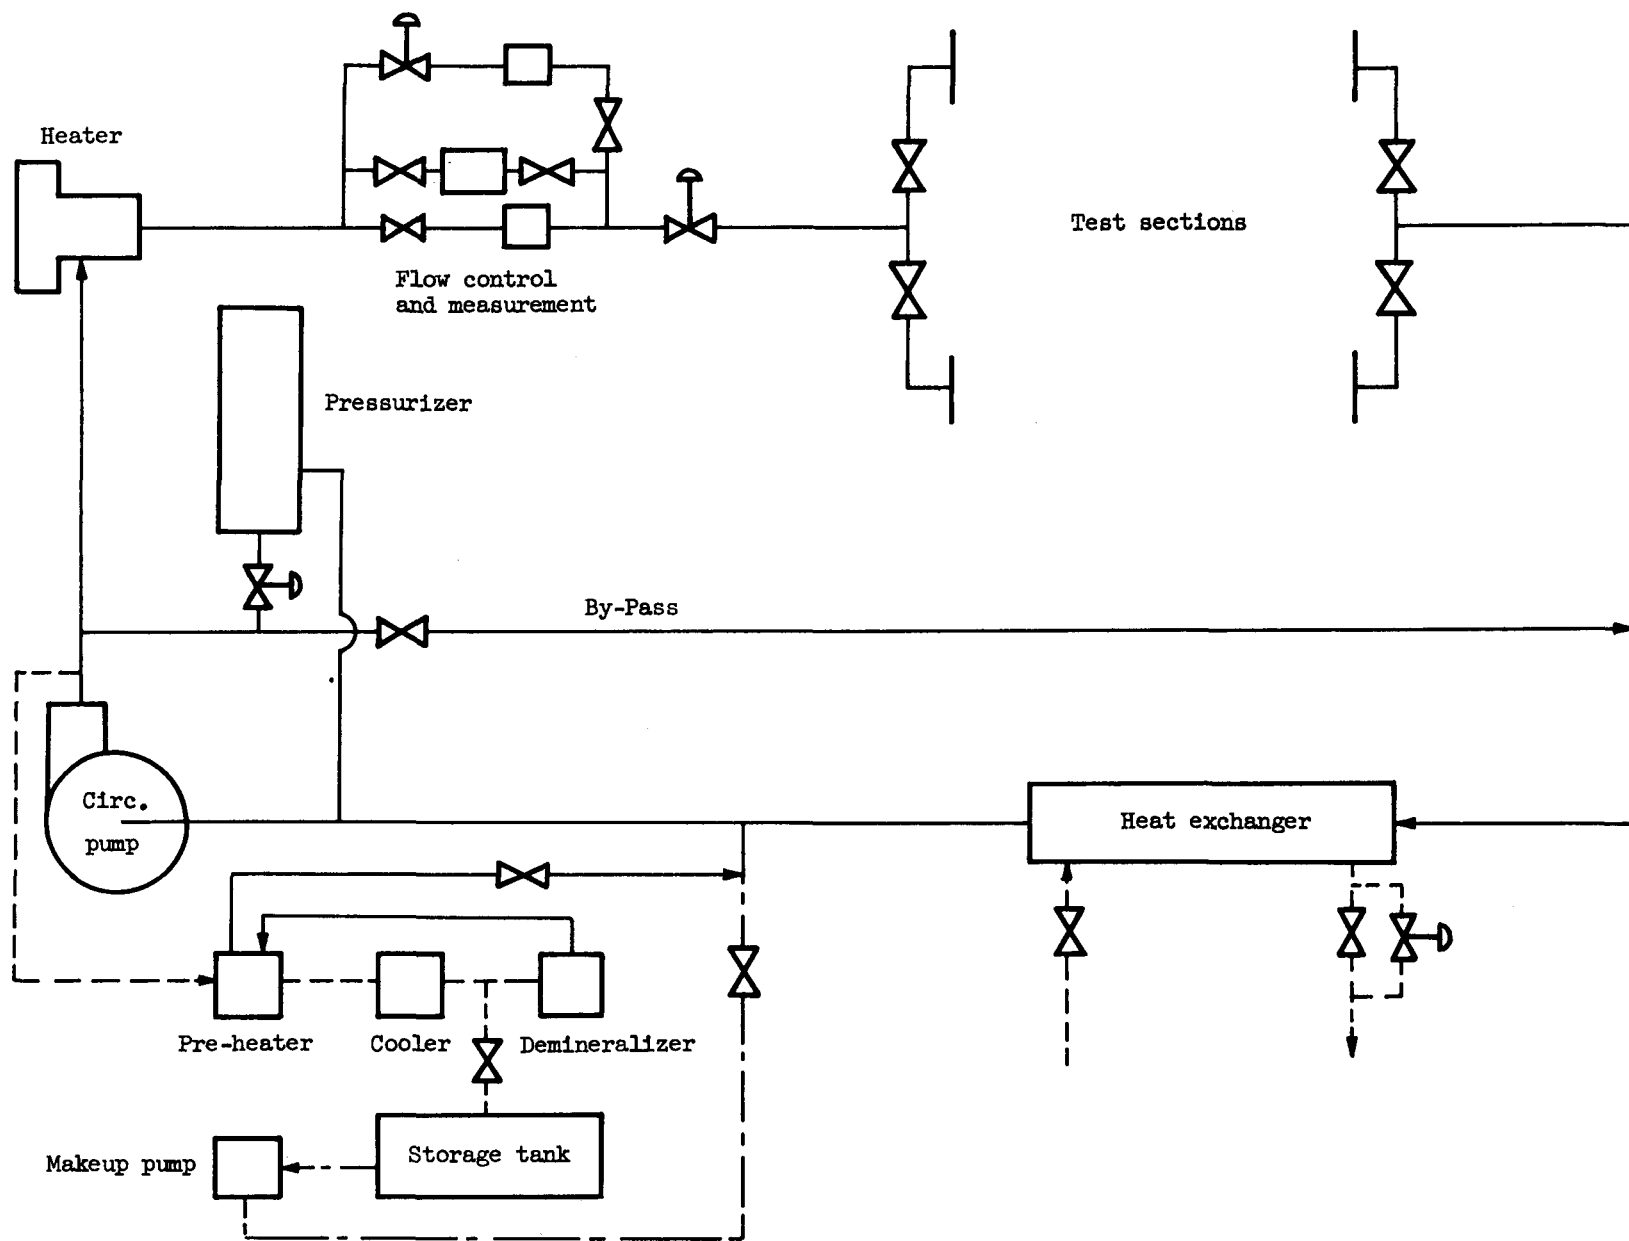 Heater
Flow control
and measurement
Test sections
Pressurizer
By-Pass
Circ.
pump
Heat exchanger
Pre-heater
Cooler
Demineralizer
Makeup pump
Storage tank